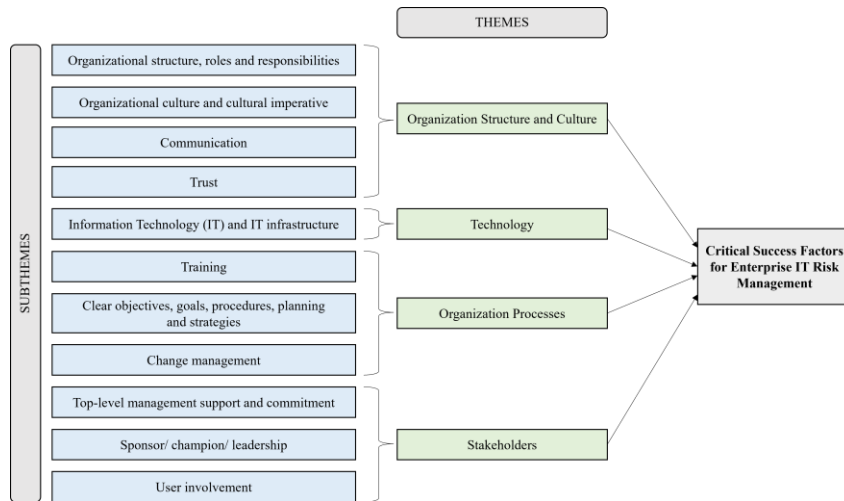 THEMES
SUBTHEMES
Organizational structure, roles and responsibilities
Organizational culture and cultural imperative
Communication
Trust
Organization Structure and Culture
Information Technology (IT) and IT infrastructure
Technology
Training
Clear objectives, goals, procedures, planning
and strategies
Change management
Organization Processes
Top-level management support and commitment
Sponsor/ champion/ leadership
User involvement
Stakeholders
Critical Success Factors
for Enterprise IT Risk
Management